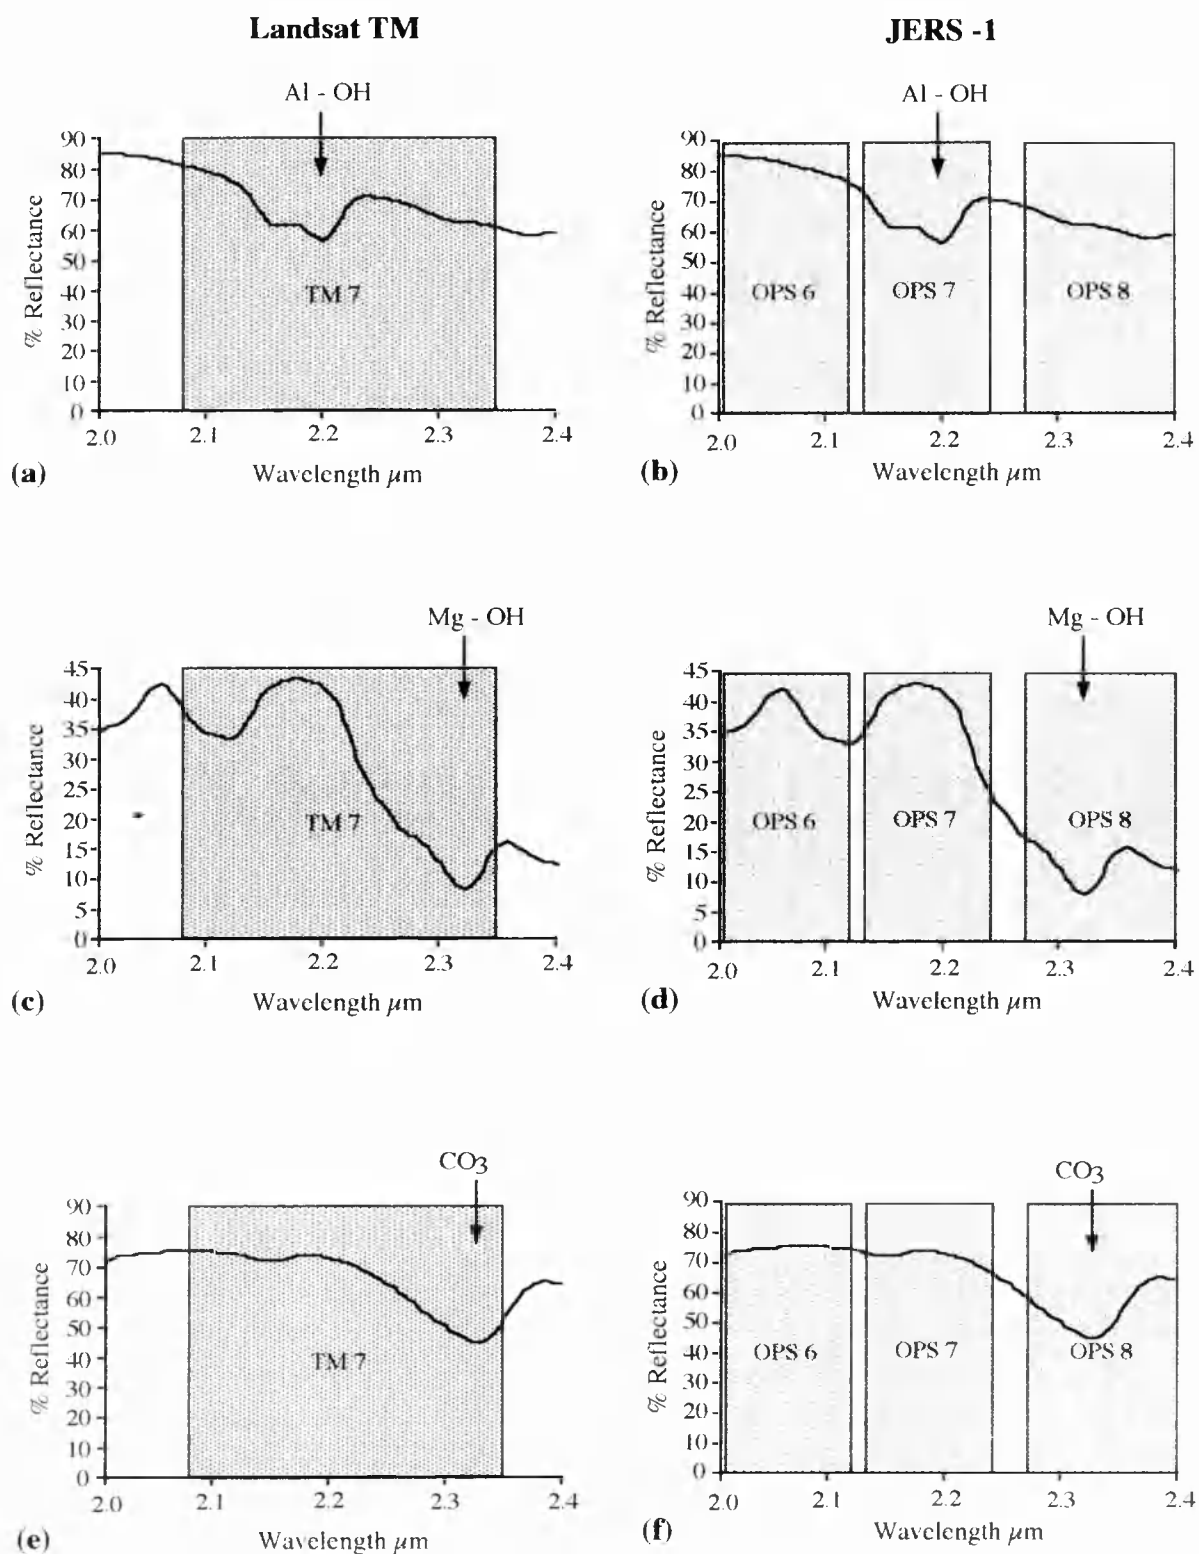 Landsat TM
JERS -1
Al - OH
90
80
70
60
50
40
30
20
10
0
% Reflectance
TM 7
2.0 2.1 2.2 2.3 2.4
(a) Wavelength μm
Al - OH
90
80
70
60
50
40
30
20
10
0
% Reflectance
OPS 6 OPS 7 OPS 8
2.0 2.1 2.2 2.3 2.4
(b) Wavelength μm
Mg - OH
45
40
35
30
25
20
15
10
5
0
% Reflectance
TM 7
2.0 2.1 2.2 2.3 2.4
(c) Wavelength μm
Mg - OH
45
40
35
30
25
20
15
10
5
0
% Reflectance
OPS 6 OPS 7 OPS 8
2.0 2.1 2.2 2.3 2.4
(d) Wavelength μm
CO3
90
80
70
60
50
40
30
20
10
0
% Reflectance
TM 7
2.0 2.1 2.2 2.3 2.4
(e) Wavelength μm
CO3
90
80
70
60
50
40
30
20
10
0
% Reflectance
OPS 6 OPS 7 OPS 8
2.0 2.1 2.2 2.3 2.4
(f) Wavelength μm